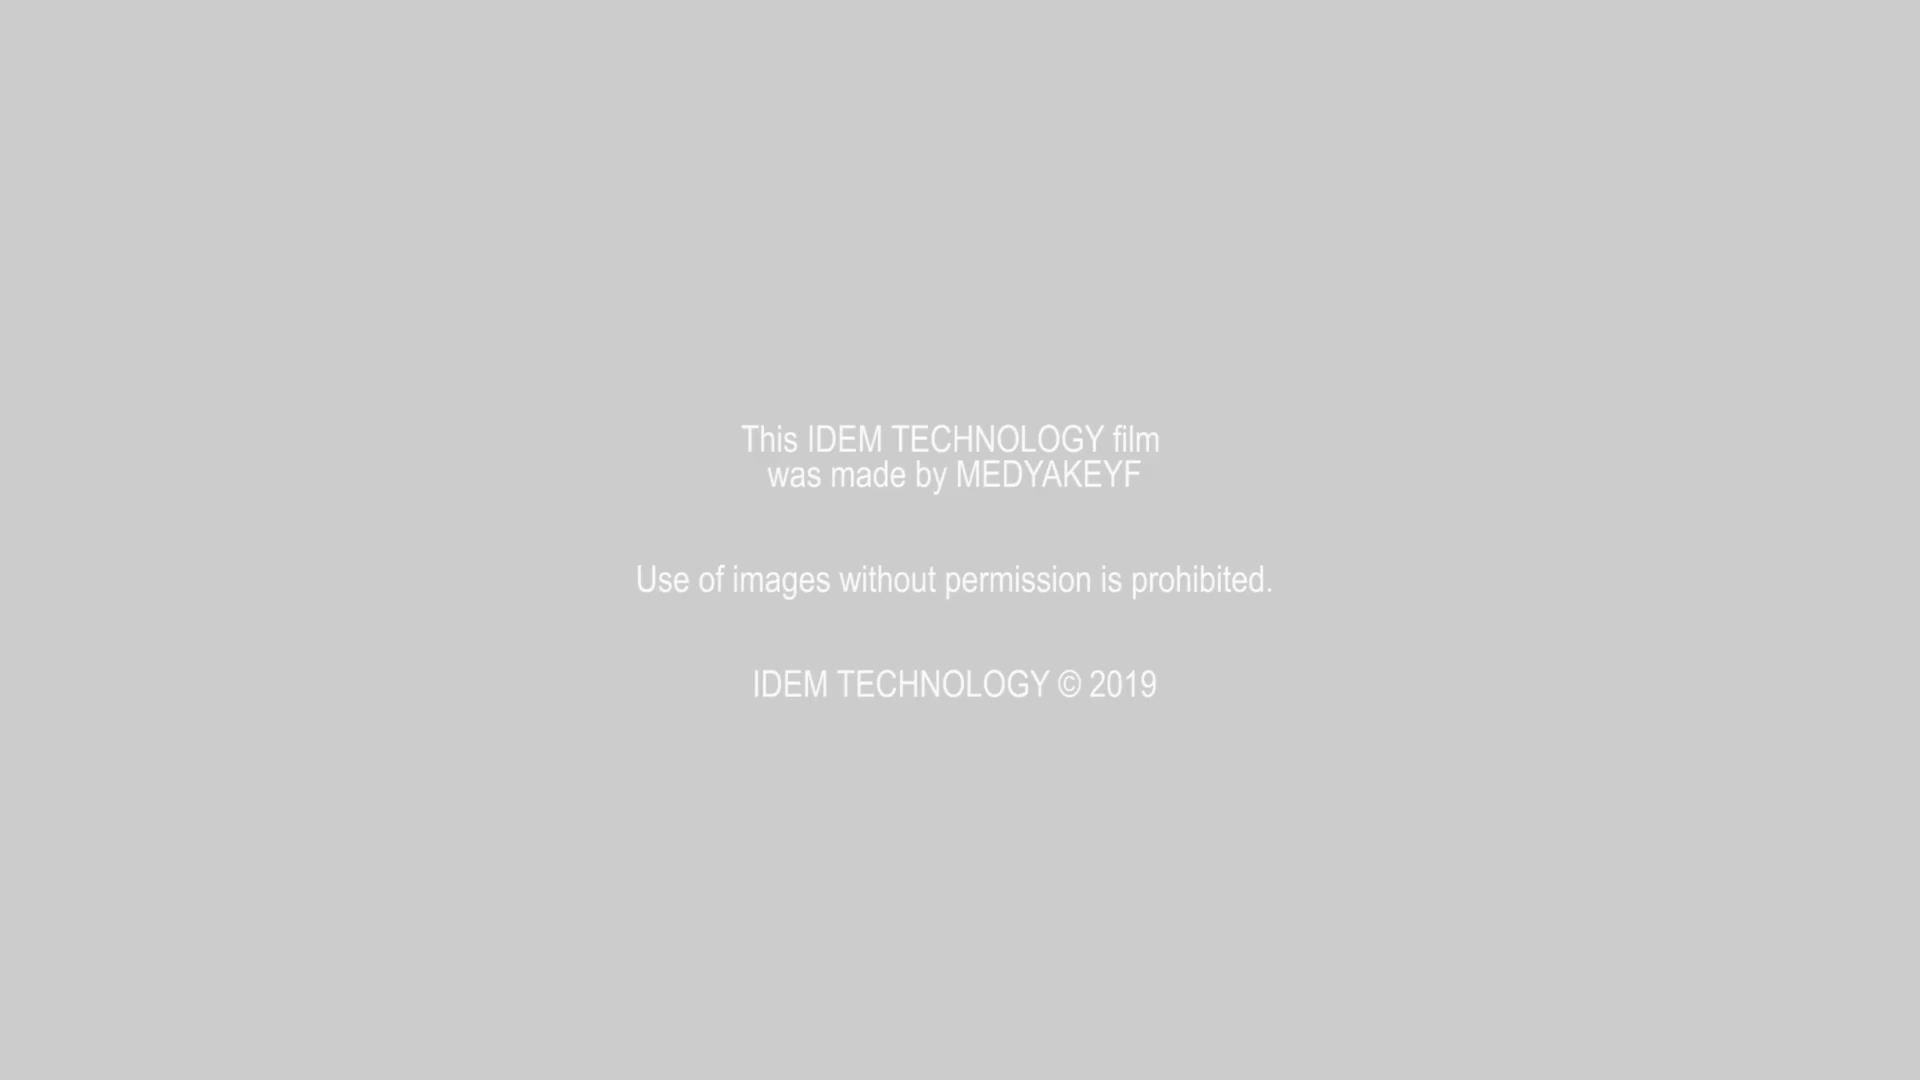 This IDEM TECHNOLOGY film
was made by MEDYAKEYF
Use of images without permission is prohibited.
IDEM TECHNOLOGY © 2019